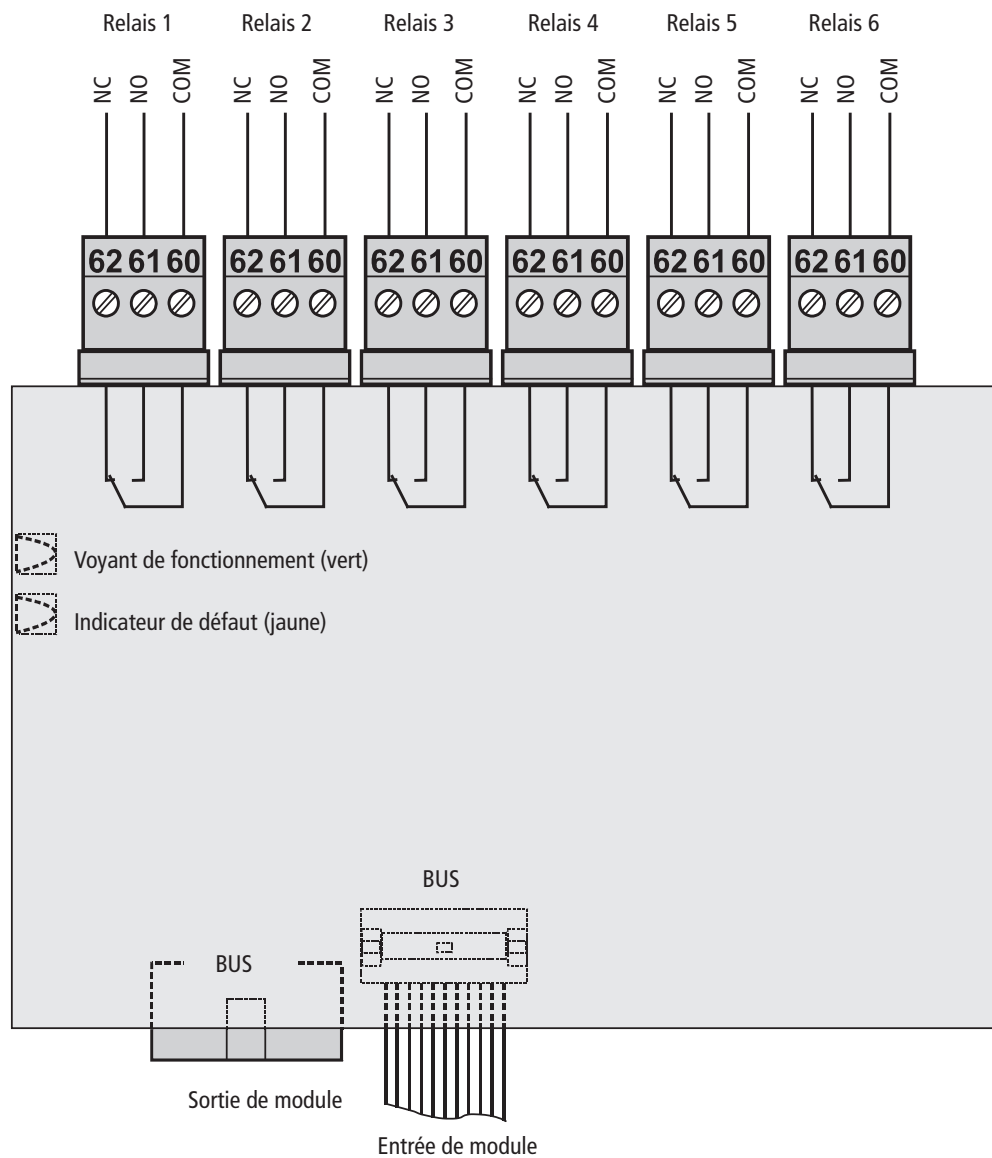 Relais 1 Relais 2 Relais 3 Relais 4 Relais 5 Relais 6
NC NO COM NC NO COM NC NO COM NC NO COM NC NO COM NC NO COM
62 61 60 62 61 60 62 61 60 62 61 60 62 61 60 62 61 60
Voyant de fonctionnement (vert)
Indicateur de défaut (jaune)
BUS
BUS
Sortie de module
Entrée de module